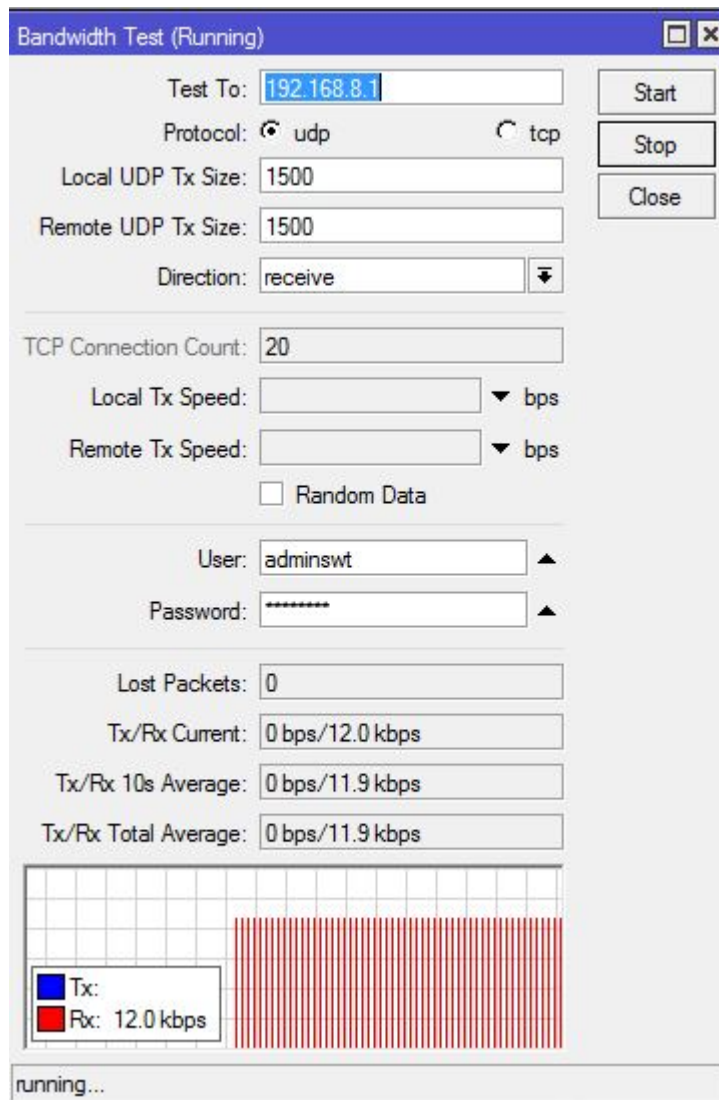 Bandwidth Test (Running)
Test To: 192.168.8.1
Start
Protocol: udp tcp
Stop
Local UDP Tx Size: 1500
Close
Remote UDP Tx Size: 1500
Direction: receive
TCP Connection Count: 20
Local Tx Speed: bps
Remote Tx Speed: bps
Random Data
User: adminswt
Password: ********
Lost Packets: 0
Tx/Rx Current: 0 bps/12.0 kbps
Tx/Rx 10s Average: 0 bps/11.9 kbps
Tx/Rx Total Average: 0 bps/11.9 kbps
Tx:
Rx: 12.0 kbps
running...